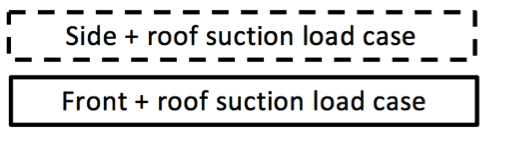 Side + roof suction load case
Front + roof suction load case